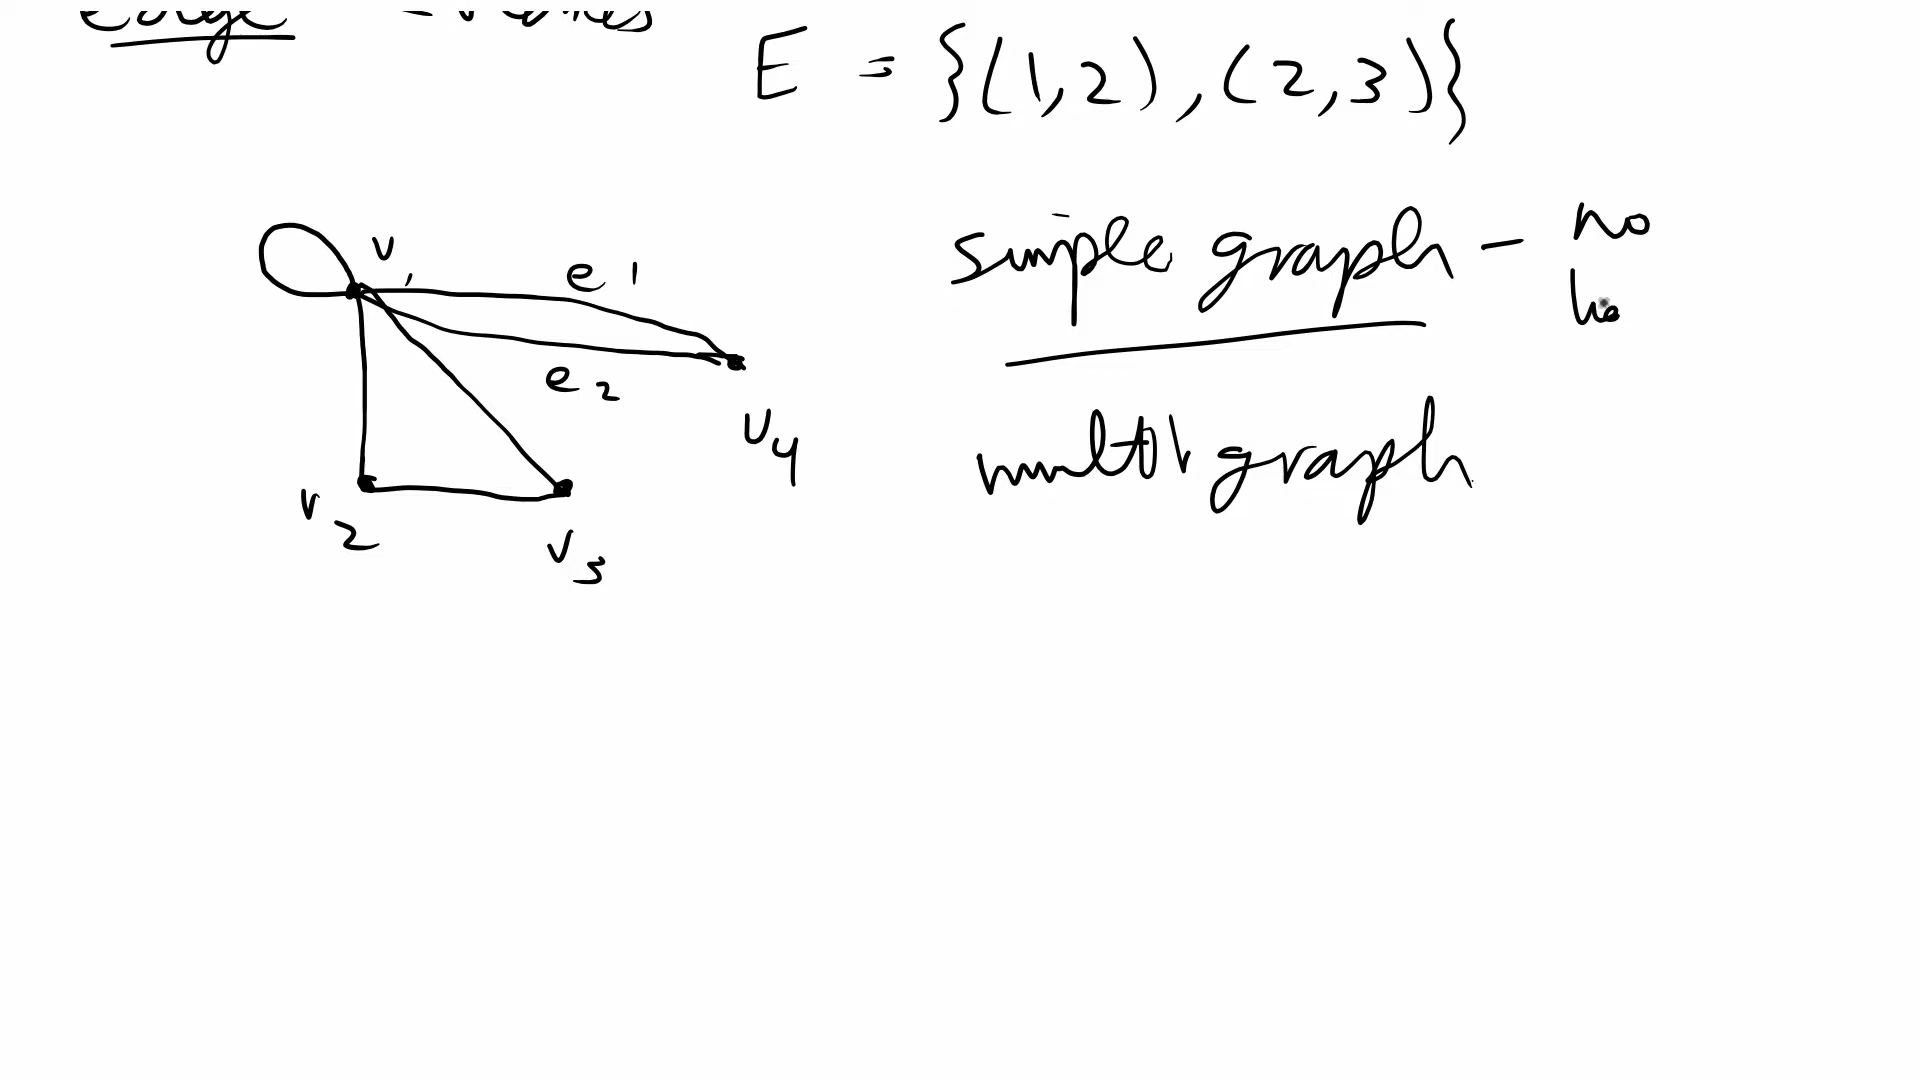 E = {(1,2), (2,3)}
simple graph - no
v1
e1
e2
v4
multi graph
v2
v3